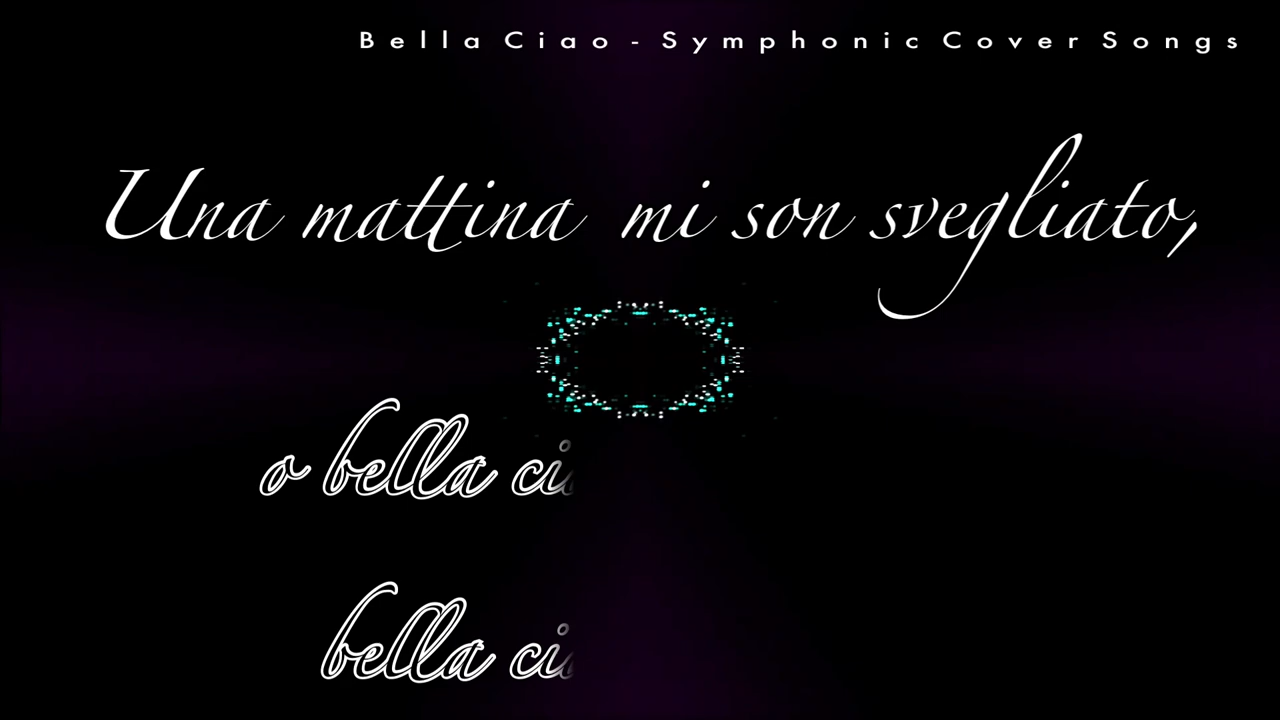 Bella Ciao - Symphonic Cover Songs
Una mattina mi son svegliato,
o bella
bella